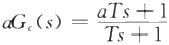 aG_c(s) = \frac{aTs + 1}{Ts + 1}